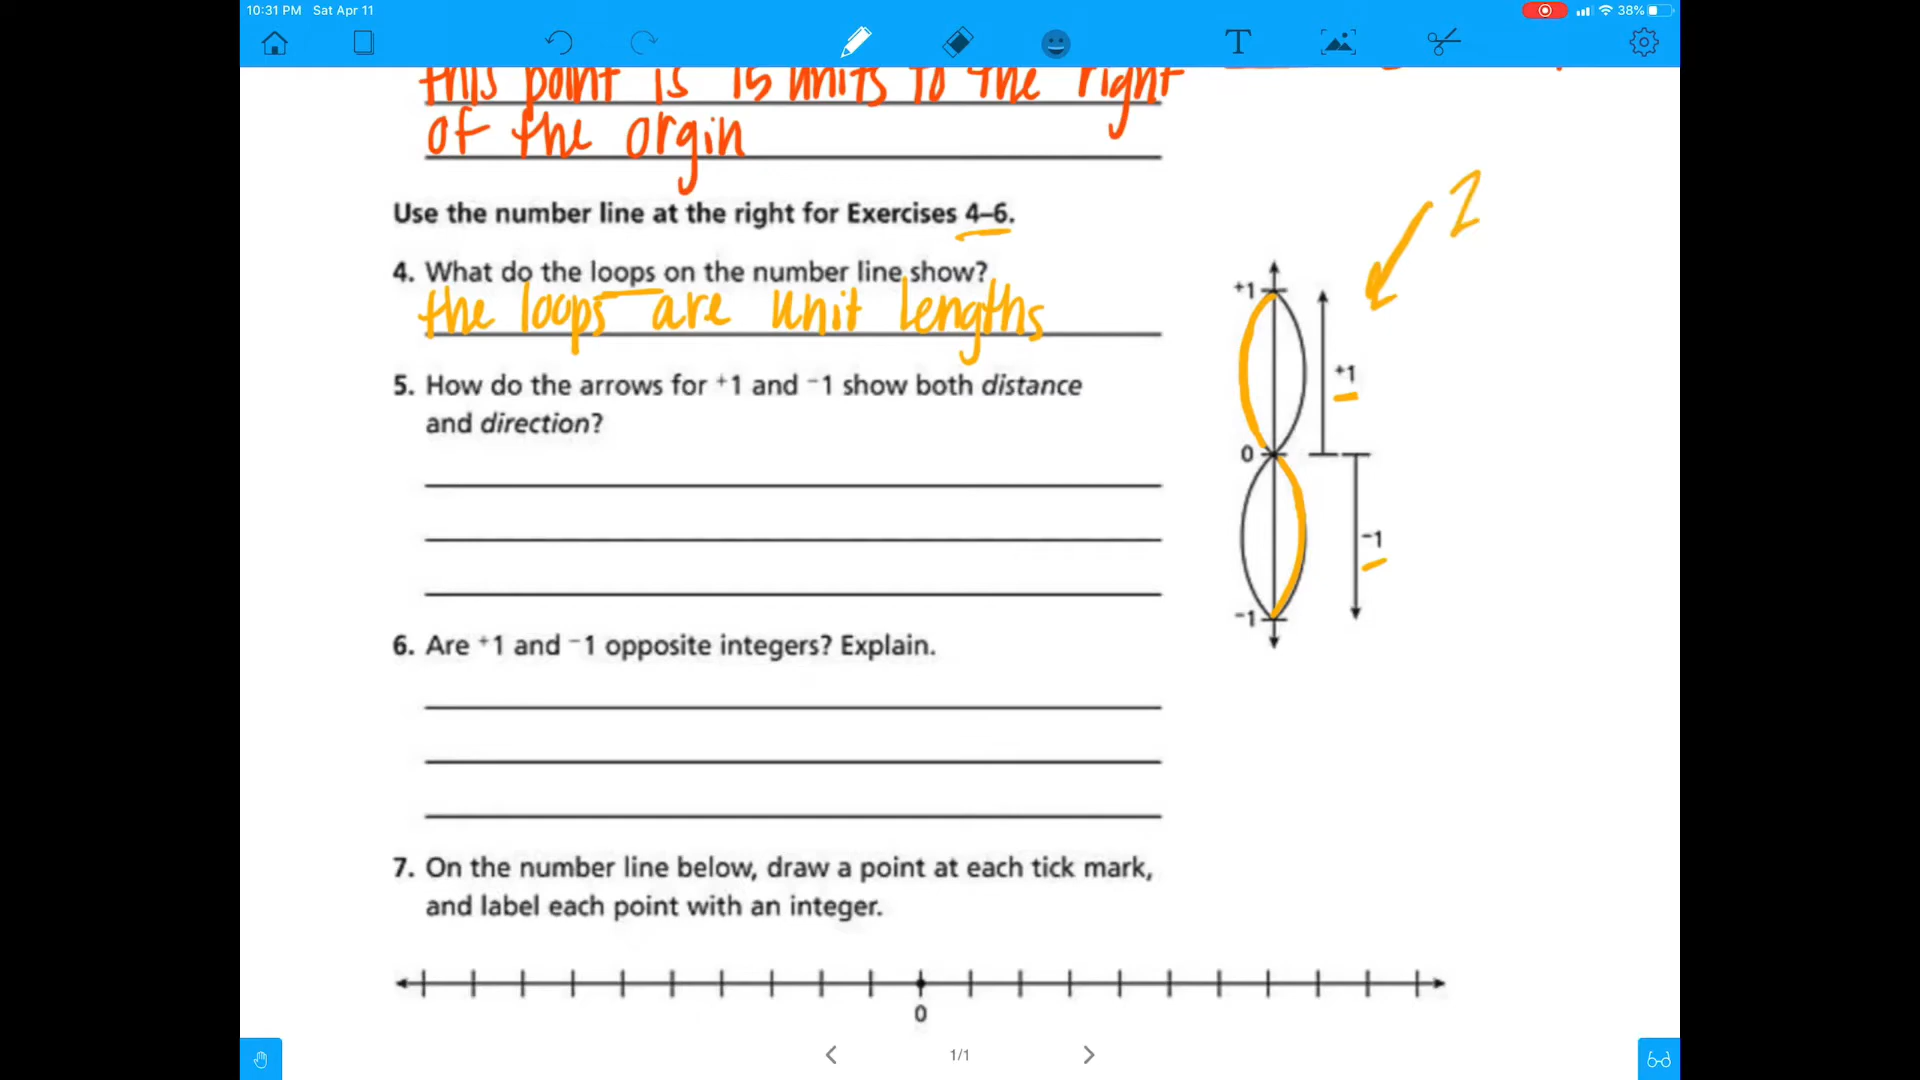 10:31 PM Sat Apr 11
38%
T
this point is 15 units to the right
of the orgin
Use the number line at the right for Exercises 4–6.
2
4. What do the loops on the number line show?
the loops are unit lengths
+1
+1
0
-1
-1
5. How do the arrows for +1 and -1 show both distance
and direction?
6. Are +1 and -1 opposite integers? Explain.
7. On the number line below, draw a point at each tick mark,
and label each point with an integer.
0
1/1